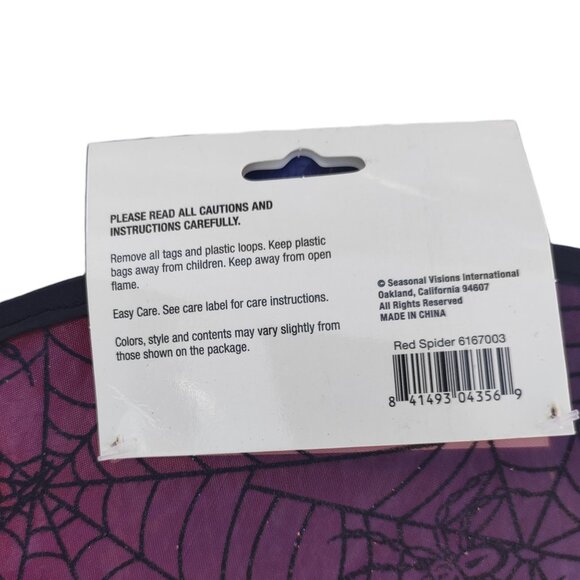 PLEASE READ ALL CAUTIONS AND
INSTRUCTIONS CAREFULLY.
Remove all tags and plastic loops. Keep plastic
bags away from children. Keep away from open
flame.
Easy Care. See care label for care instructions.
Colors, style and contents may vary slightly from
those shown on the package.
© Seasonal Visions International
Oakland, California 94607
All Rights Reserved
MADE IN CHINA
Red Spider 6167003
8 41493 04356 9